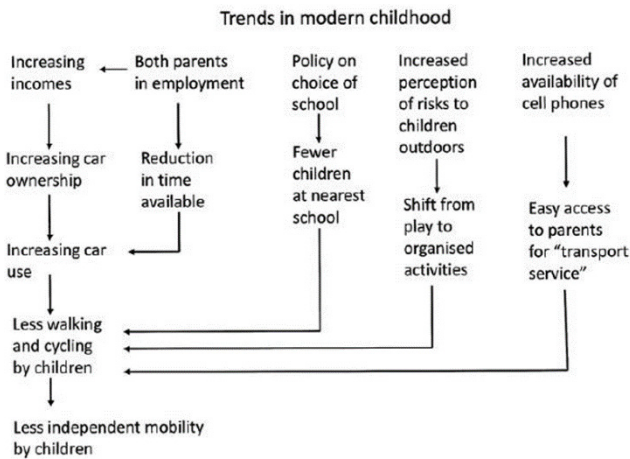 Trends in modern childhood
Increasing
incomes
Both parents
in employment
Policy on
choice of
school
Increased
perception
of risks to
children
outdoors
Increased
availability of
cell phones
Increasing car
ownership
Reduction
in time
available
Fewer
children
at nearest
school
Shift from
play to
organised
activities
Easy access
to parents
for “transport
service”
Increasing car
use
Less walking
and cycling
by children
Less independent mobility
by children